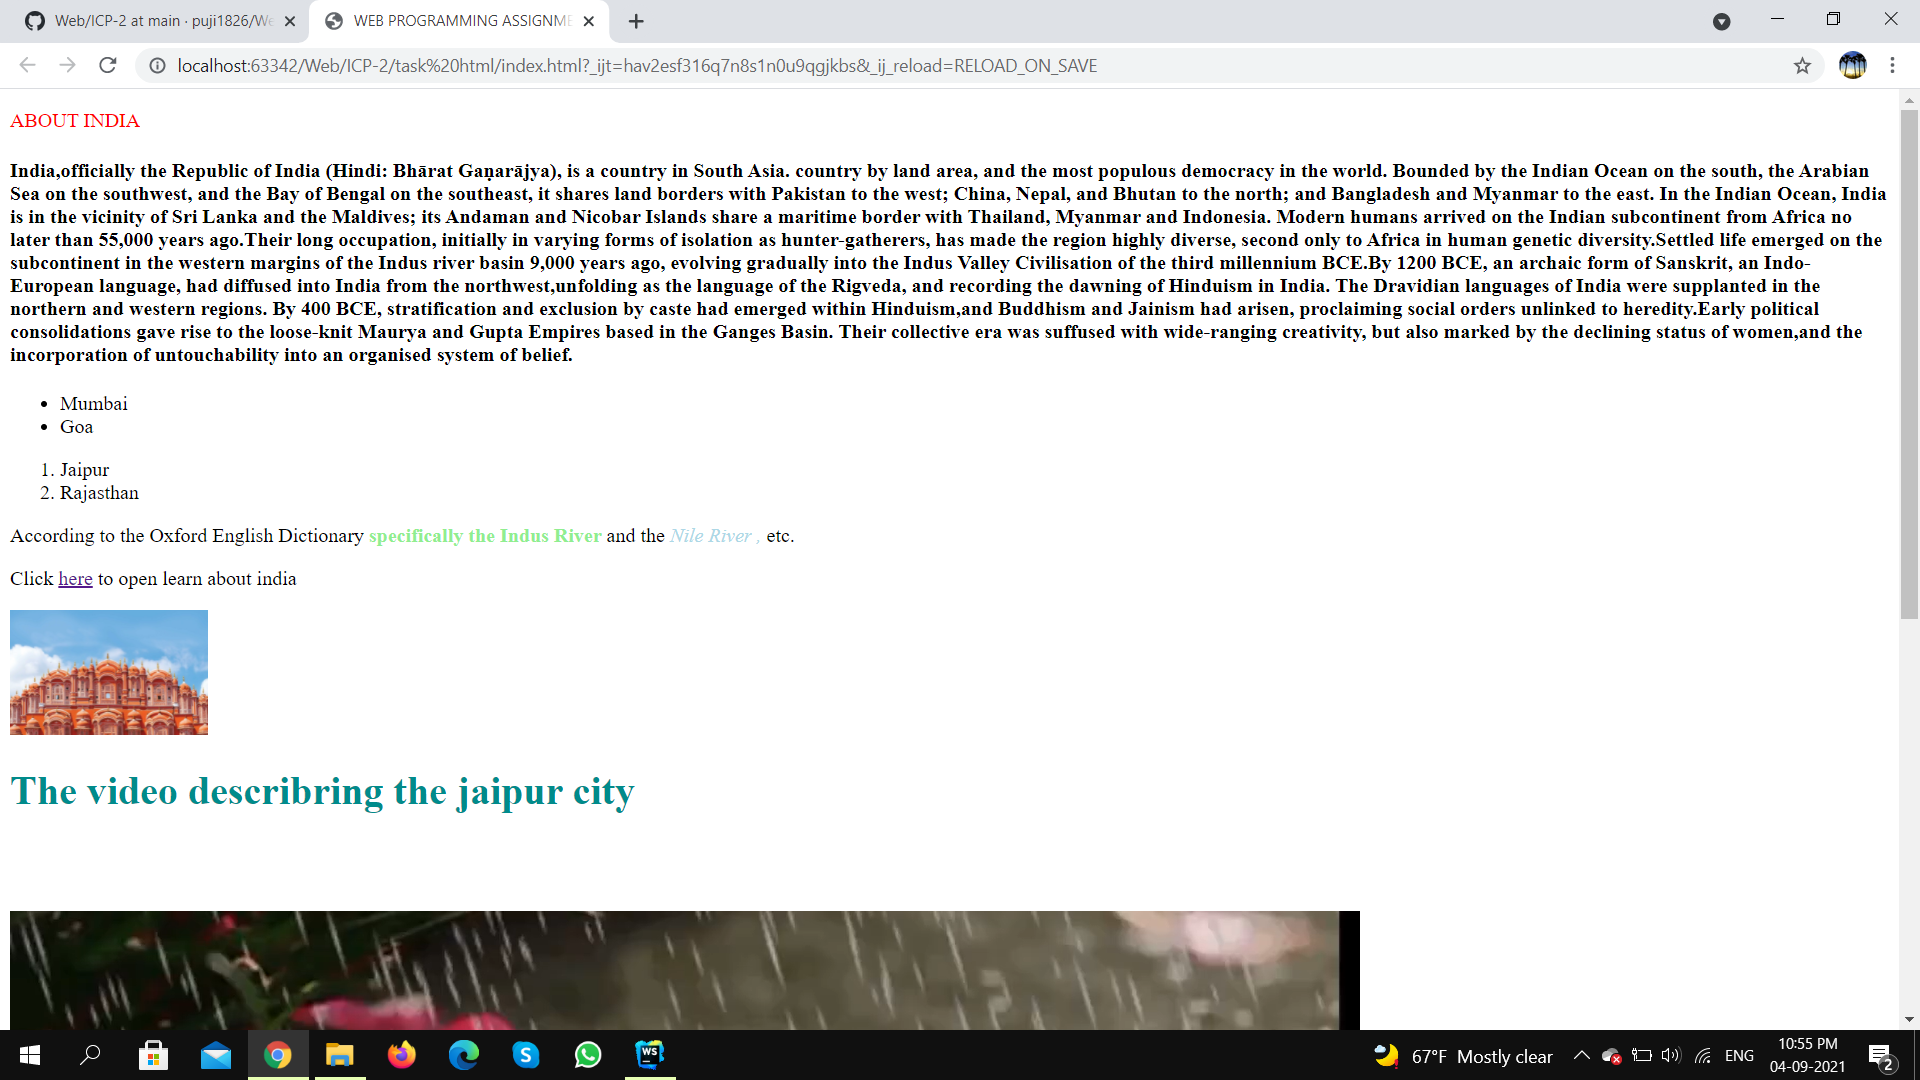 Web/ICP-2 at main · puji1826/We
WEB PROGRAMMING ASSIGNME
localhost:63342/Web/ICP-2/task%20html/index.html?_ijt=hav2esf316q7n8s1n0u9qgjkbs&_ij_reload=RELOAD_ON_SAVE
ABOUT INDIA
India,officially the Republic of India (Hindi: Bhārat Gaṇarājya), is a country in South Asia. country by land area, and the most populous democracy in the world. Bounded by the Indian Ocean on the south, the Arabian
Sea on the southwest, and the Bay of Bengal on the southeast, it shares land borders with Pakistan to the west; China, Nepal, and Bhutan to the north; and Bangladesh and Myanmar to the east. In the Indian Ocean, India
is in the vicinity of Sri Lanka and the Maldives; its Andaman and Nicobar Islands share a maritime border with Thailand, Myanmar and Indonesia. Modern humans arrived on the Indian subcontinent from Africa no
later than 55,000 years ago.Their long occupation, initially in varying forms of isolation as hunter-gatherers, has made the region highly diverse, second only to Africa in human genetic diversity.Settled life emerged on the
subcontinent in the western margins of the Indus river basin 9,000 years ago, evolving gradually into the Indus Valley Civilisation of the third millennium BCE.By 1200 BCE, an archaic form of Sanskrit, an Indo-
European language, had diffused into India from the northwest,unfolding as the language of the Rigveda, and recording the dawning of Hinduism in India. The Dravidian languages of India were supplanted in the
northern and western regions. By 400 BCE, stratification and exclusion by caste had emerged within Hinduism,and Buddhism and Jainism had arisen, proclaiming social orders unlinked to heredity.Early political
consolidations gave rise to the loose-knit Maurya and Gupta Empires based in the Ganges Basin. Their collective era was suffused with wide-ranging creativity, but also marked by the declining status of women,and the
incorporation of untouchability into an organised system of belief.
• Mumbai
• Goa
1. Jaipur
2. Rajasthan
According to the Oxford English Dictionary specifically the Indus River and the Nile River , etc.
Click here to open learn about india
The video describring the jaipur city
WS
67°F Mostly clear
ENG
10:55 PM
04-09-2021
2